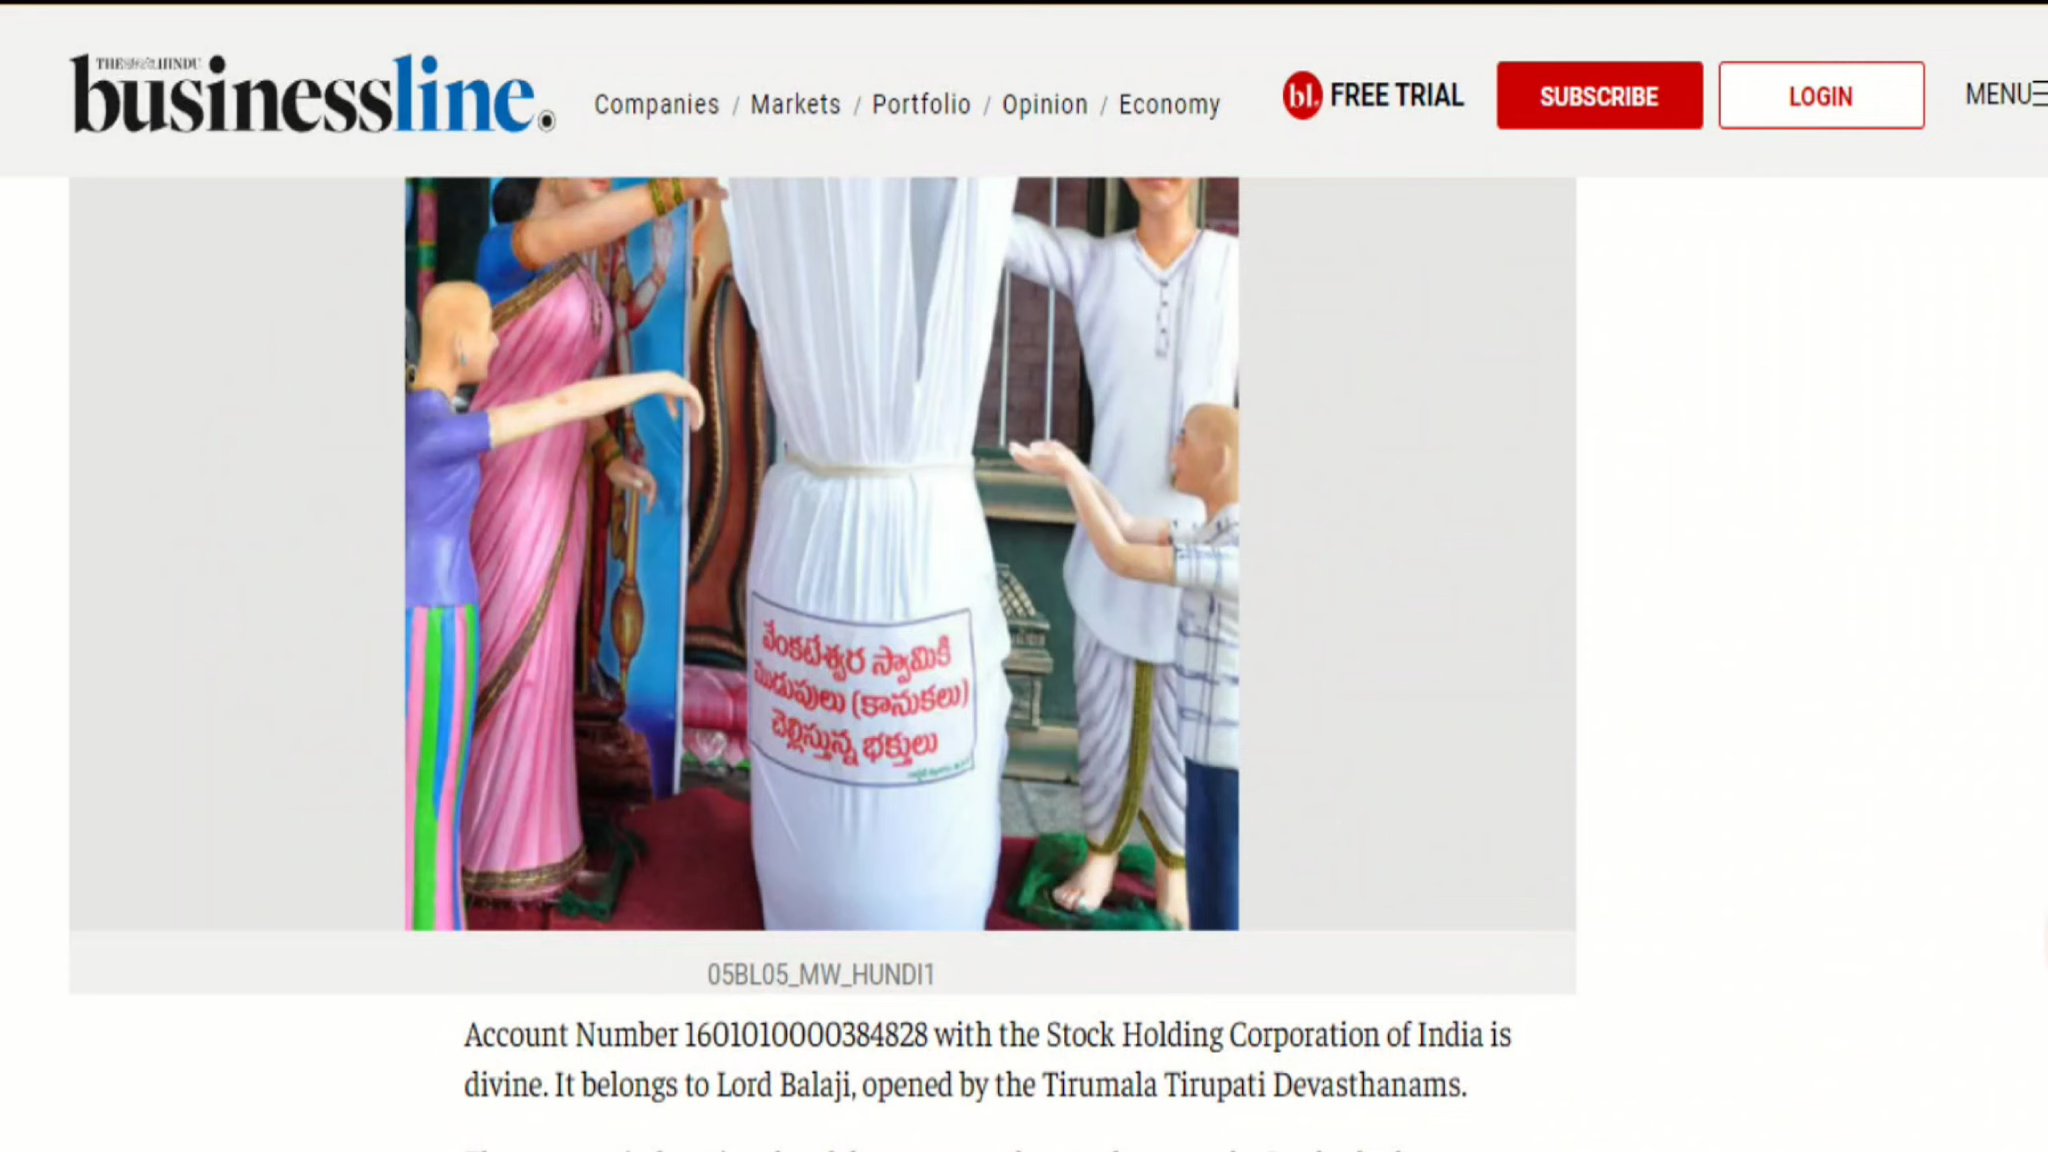 THE HINDU
businessline.
Companies / Markets / Portfolio / Opinion / Economy
bl. FREE TRIAL
SUBSCRIBE
LOGIN
MENU
వేంకటేశ్వర స్వామికి
ముడుపులు (కానుకలు)
చెల్లిస్తున్న భక్తులు
05BL05_MW_HUNDI1
Account Number 1601010000384828 with the Stock Holding Corporation of India is
divine. It belongs to Lord Balaji, opened by the Tirumala Tirupati Devasthanams.